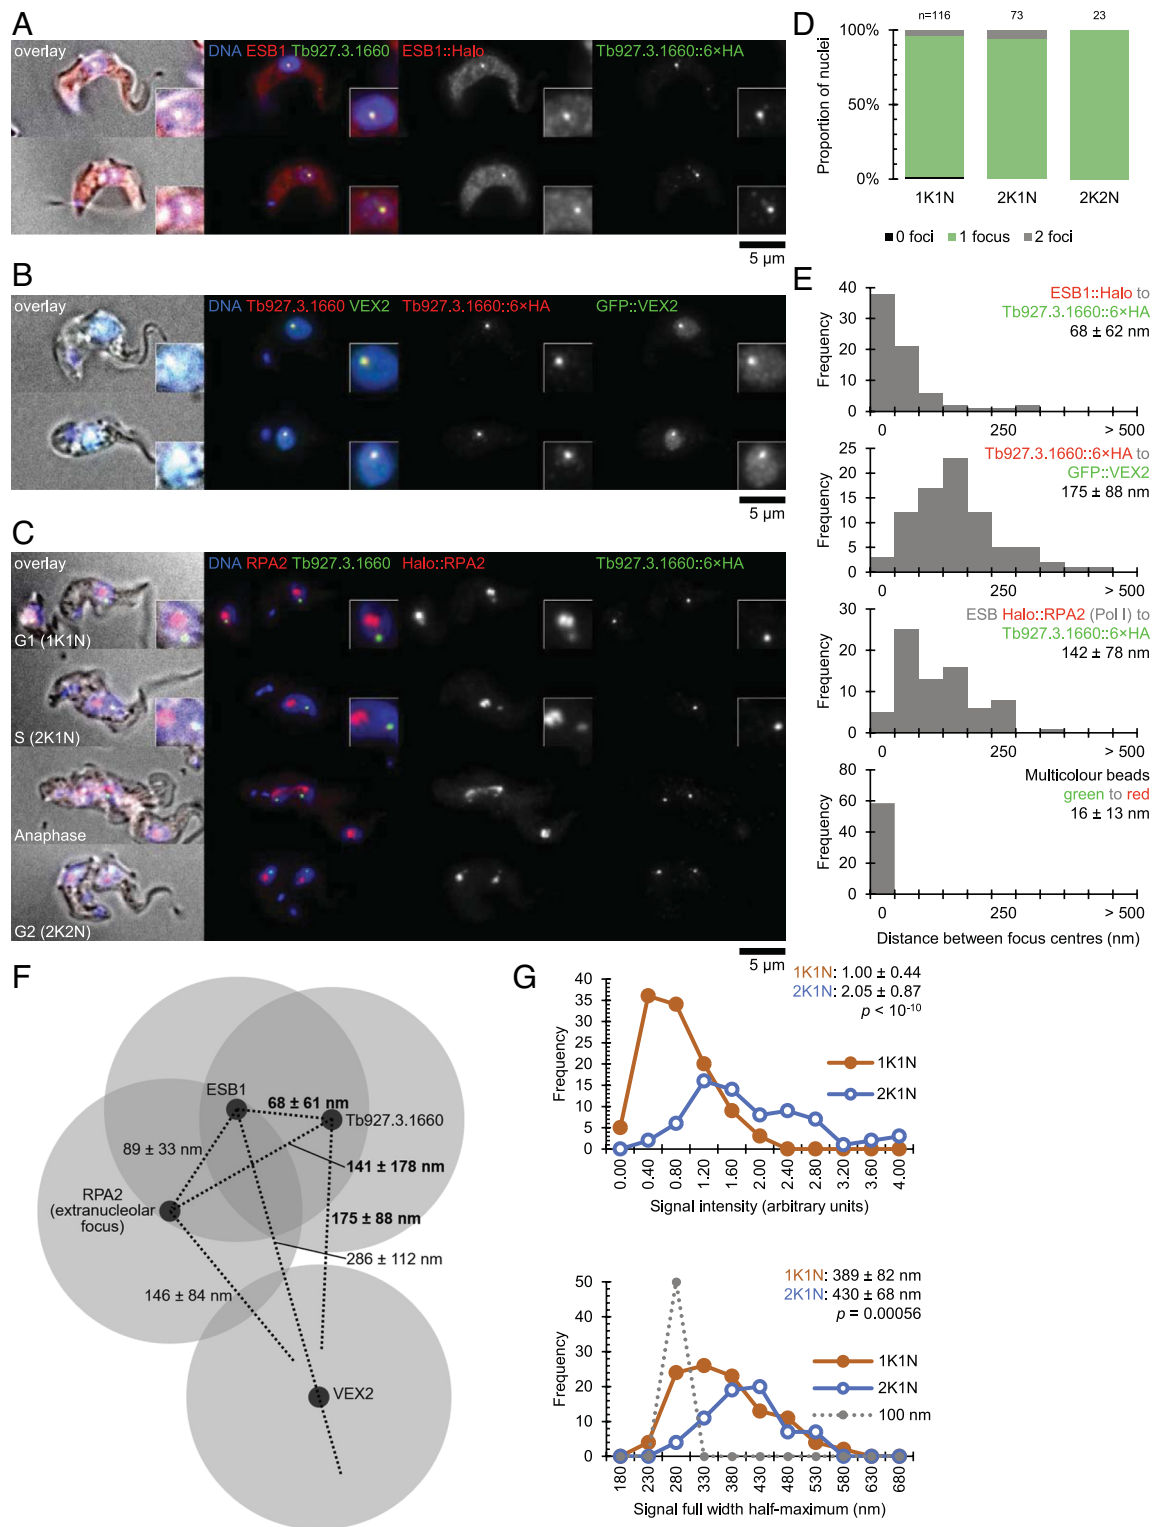 A
overlay
DNA ESB1 Tb927.3.1660
ESB1::Halo
Tb927.3.1660::6×HA
5 µm
B
overlay
DNA Tb927.3.1660 VEX2
Tb927.3.1660::6×HA
GFP::VEX2
5 µm
C
overlay
DNA RPA2 Tb927.3.1660
Halo::RPA2
Tb927.3.1660::6×HA
G1 (1K1N)
S (2K1N)
Anaphase
G2 (2K2N)
5 µm
D
n=116 73 23
Proportion of nuclei
100%
50%
0%
1K1N 2K1N 2K2N
0 foci 1 focus 2 foci
E
Frequency
40
30
20
10
0
ESB1::Halo to
Tb927.3.1660::6×HA
68 ± 62 nm
0 250 > 500
Frequency
25
20
15
10
5
0
Tb927.3.1660::6×HA to
GFP::VEX2
175 ± 88 nm
0 250 > 500
Frequency
30
20
10
0
ESB Halo::RPA2 (Pol I) to
Tb927.3.1660::6×HA
142 ± 78 nm
0 250 > 500
Frequency
80
60
40
20
0
Multicolour beads
green to red
16 ± 13 nm
0 250 > 500
Distance between focus centres (nm)
F
ESB1
68 ± 61 nm
Tb927.3.1660
89 ± 33 nm
141 ± 178 nm
RPA2
(extranucleolar
focus)
175 ± 88 nm
286 ± 112 nm
146 ± 84 nm
VEX2
G
1K1N: 1.00 ± 0.44
2K1N: 2.05 ± 0.87
p < 10-10
Frequency
40
35
30
25
20
15
10
5
0
1K1N
2K1N
0.00 0.40 0.80 1.20 1.60 2.00 2.40 2.80 3.20 3.60 4.00
Signal intensity (arbitrary units)
1K1N: 389 ± 82 nm
2K1N: 430 ± 68 nm
p = 0.00056
Frequency
50
40
30
20
10
0
1K1N
2K1N
100 nm
180 230 280 330 380 430 480 530 580 630 680
Signal full width half-maximum (nm)